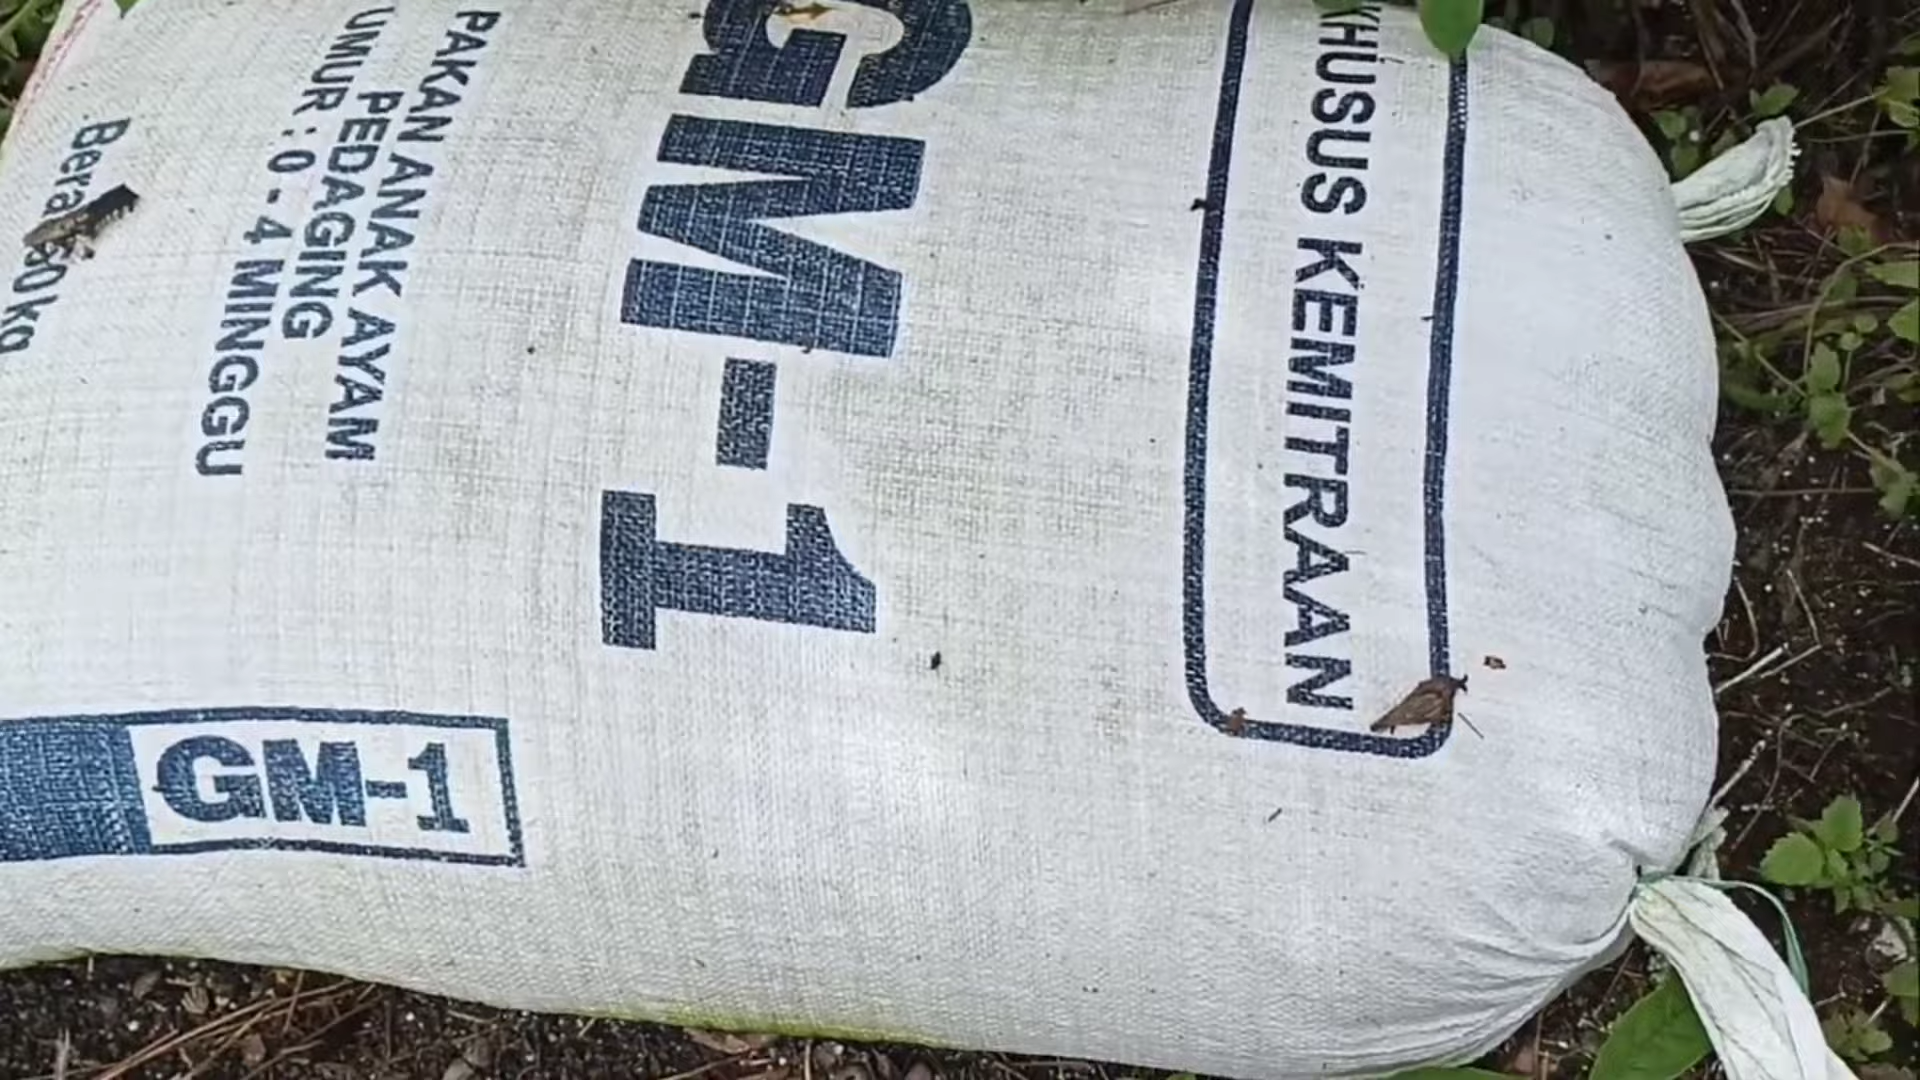 KHUSUS KEMITRAAN
GM-1
PAKAN ANAK AYAM
PEDAGING
UMUR : 0 - 4 MINGGU
GM-1